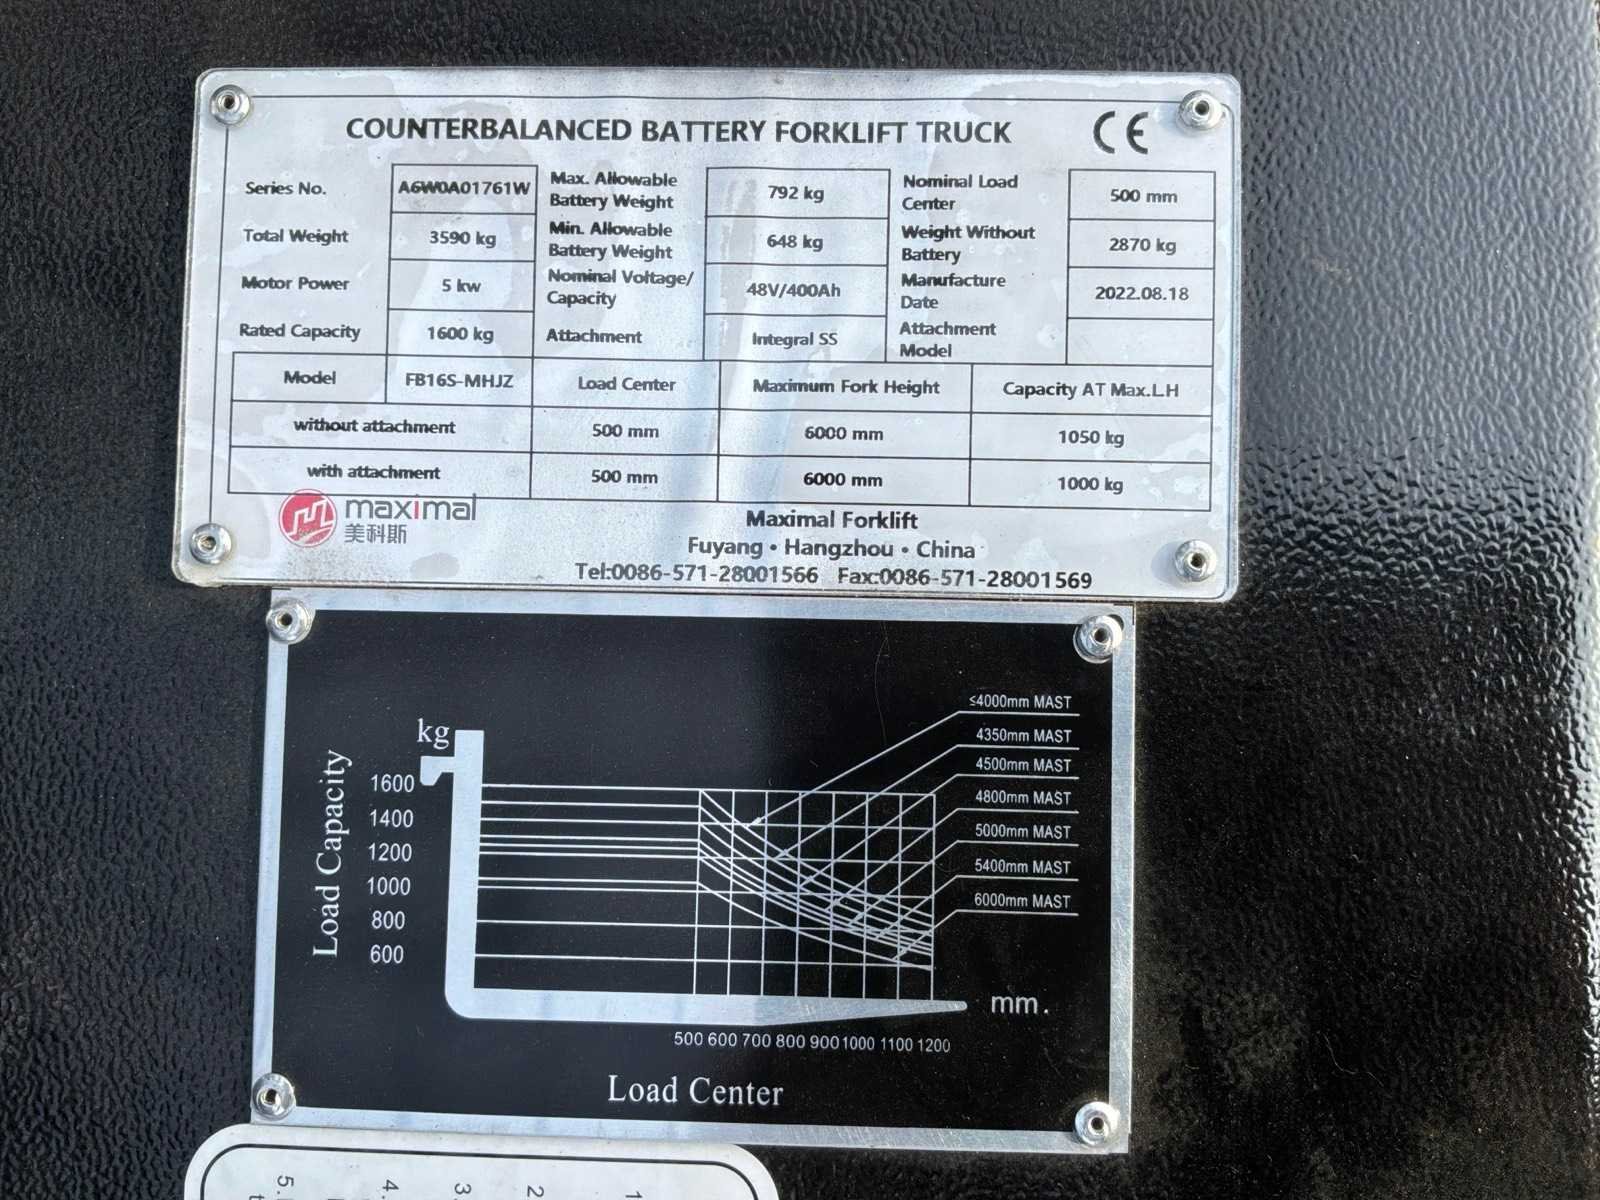 COUNTERBALANCED BATTERY FORKLIFT TRUCK CE
Series No. A6W0A01761W Max. Allowable Battery Weight 792 kg Nominal Load Center 500 mm
Total Weight 3590 kg Min. Allowable Battery Weight 648 kg Weight Without Battery 2870 kg
Motor Power 5 kw Nominal Voltage/ Capacity 48V/400Ah Manufacture Date 2022.08.18
Rated Capacity 1600 kg Attachment Integral SS Attachment Model
Model FB16S-MHJZ Load Center Maximum Fork Height Capacity AT Max.LH
without attachment 500 mm 6000 mm 1050 kg
with attachment 500 mm 6000 mm 1000 kg
maximal
美科斯
Maximal Forklift
Fuyang • Hangzhou • China
Tel:0086-571-28001566 Fax:0086-571-28001569
≤4000mm MAST
4350mm MAST
4500mm MAST
4800mm MAST
5000mm MAST
5400mm MAST
6000mm MAST
kg
Load Capacity
1600
1400
1200
1000
800
600
mm.
500 600 700 800 900 1000 1100 1200
Load Center
5. 4. 3. 2 1